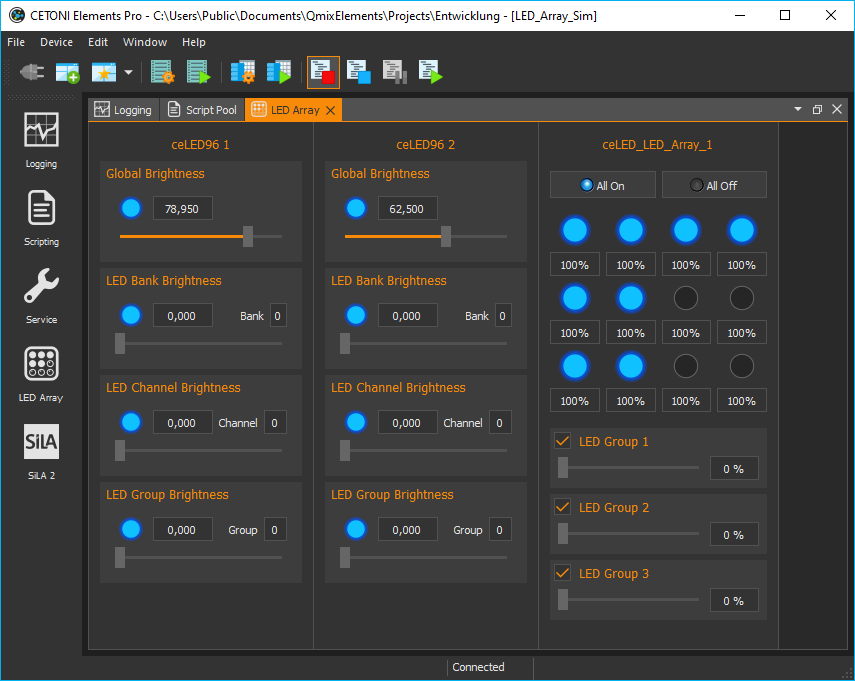 CETONI Elements Pro - C:\Users\Public\Documents\QmixElements\Projects\Entwicklung - [LED_Array_Sim]
File Device Edit Window Help
Logging Script Pool LED Array
Logging
Scripting
Service
LED Array
SiLA
SiLA 2
ceLED96 1
Global Brightness
78,950
LED Bank Brightness
0,000 Bank 0
LED Channel Brightness
0,000 Channel 0
LED Group Brightness
0,000 Group 0
ceLED96 2
Global Brightness
62,500
LED Bank Brightness
0,000 Bank 0
LED Channel Brightness
0,000 Channel 0
LED Group Brightness
0,000 Group 0
ceLED_LED_Array_1
All On All Off
100% 100% 100% 100%
100% 100% 100% 100%
100% 100% 100% 100%
LED Group 1
0 %
LED Group 2
0 %
LED Group 3
0 %
Connected